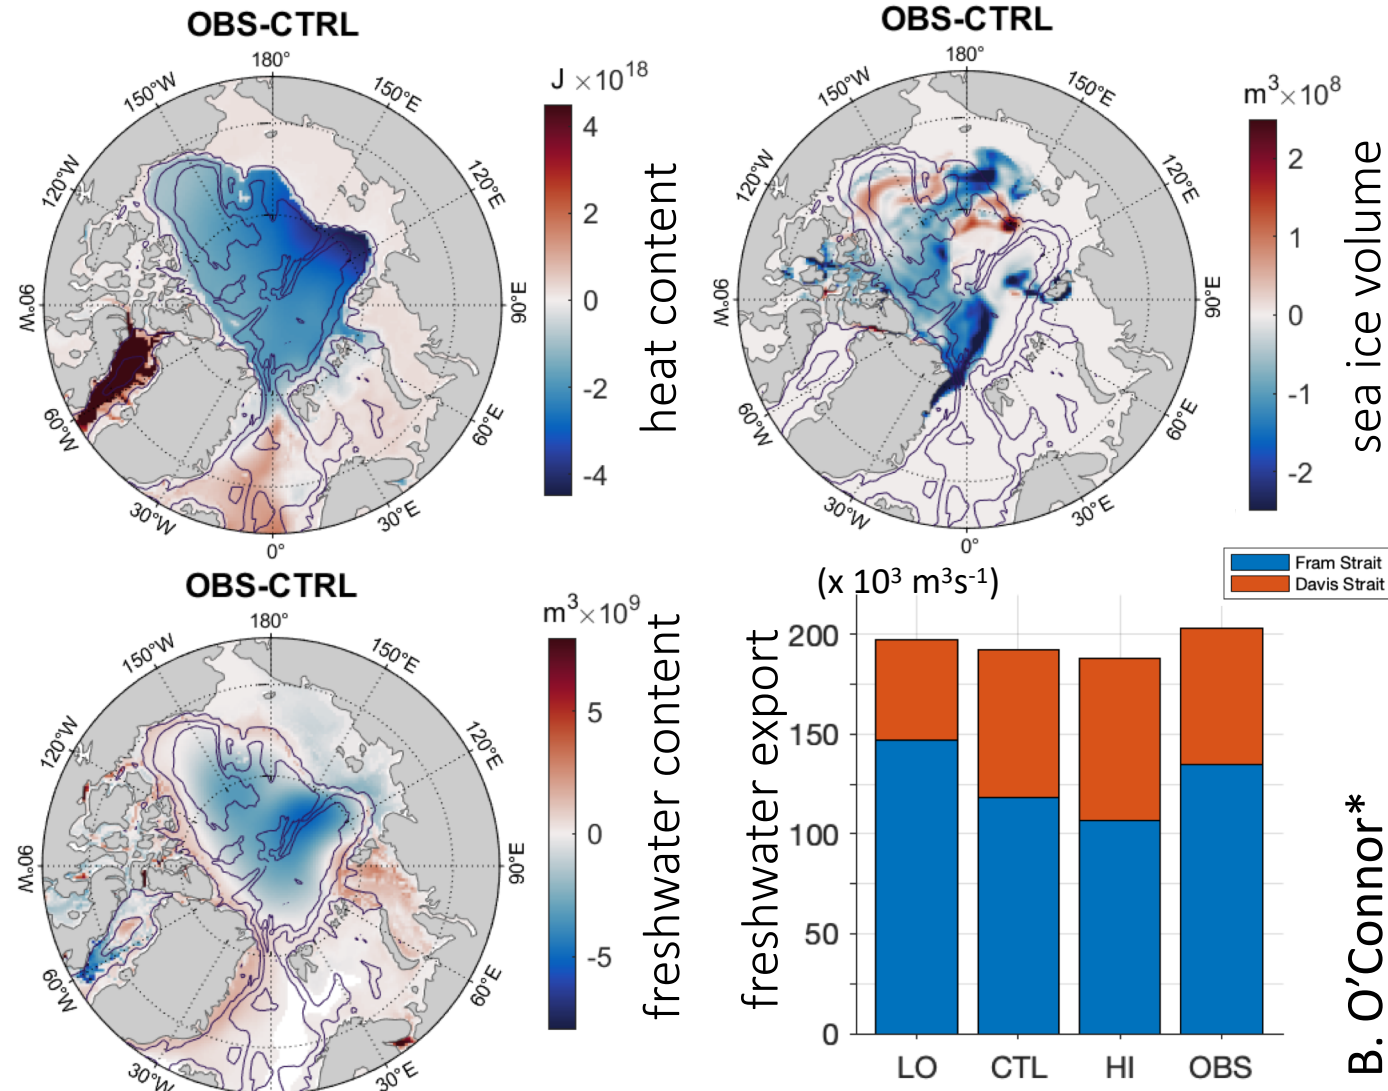 OBS-CTRL
180°
150°W
150°E
120°W
120°E
90°W
90°E
60°W
60°E
30°W
30°E
0°
J ×10¹⁸
4
2
0
-2
-4
heat content
OBS-CTRL
180°
150°W
150°E
120°W
120°E
90°W
90°E
60°W
60°E
30°W
30°E
0°
m³×10⁸
2
1
0
-1
-2
sea ice volume
OBS-CTRL
180°
150°W
150°E
120°W
120°E
90°W
90°E
60°W
60°E
30°W
30°E
m³×10⁹
5
0
-5
freshwater content
(x 10³ m³s⁻¹)
Fram Strait
Davis Strait
freshwater export
200
150
100
50
0
LO CTL HI OBS
B. O’Connor*